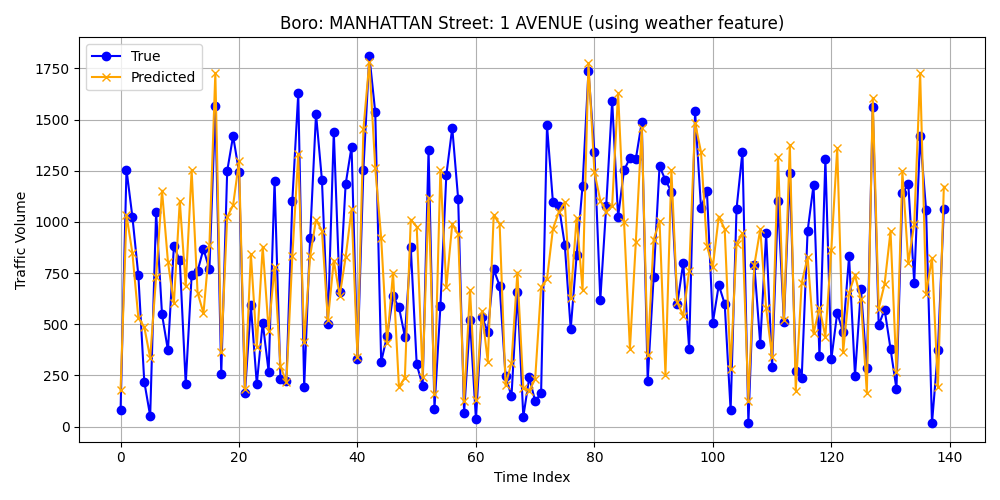 Boro: MANHATTAN Street: 1 AVENUE (using weather feature)
True
Predicted
Traffic Volume
1750
1500
1250
1000
750
500
250
0
0 20 40 60 80 100 120 140
Time Index